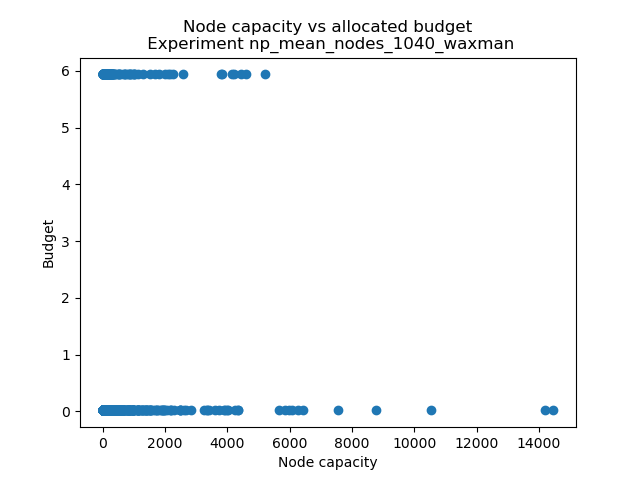 Node capacity vs allocated budget
Experiment np_mean_nodes_1040_waxman
6
5
4
3
2
1
0
Budget
0 2000 4000 6000 8000 10000 12000 14000
Node capacity